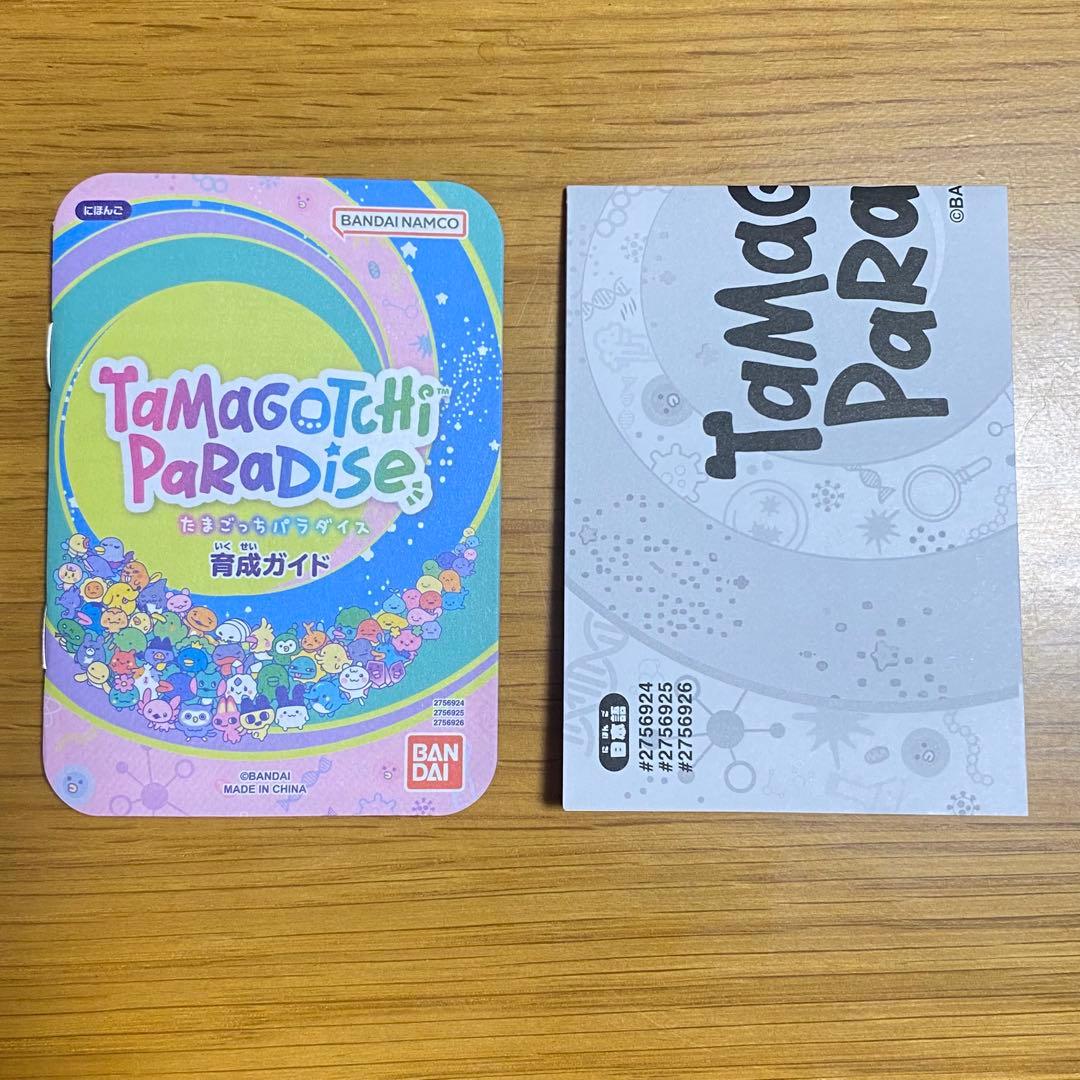 にほんご
BANDAI NAMCO
TaMaGOTCHi™
PaRaDiSe
たまごっちパラダイス
いく せい
育成ガイド
2756924
2756925
2756926
BAN
DAI
©BANDAI
MADE IN CHINA
TaMaG
PaRa
©BA
に ほん ご
日本語
#2756924
#2756925
#2756926